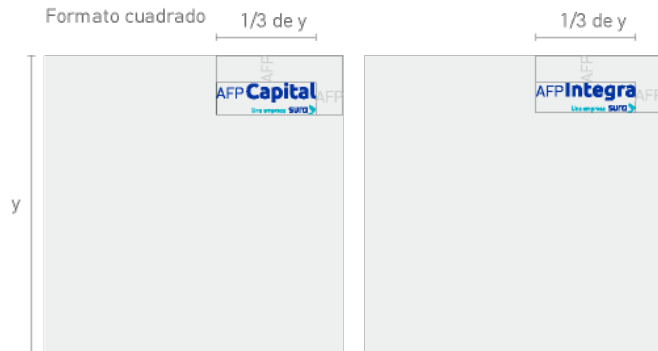 Formato cuadrado
1/3 de y
1/3 de y
AFP
AFP
AFP Capital
AFP
AFP Integra
AFP
Una empresa sura
Una empresa sura
y